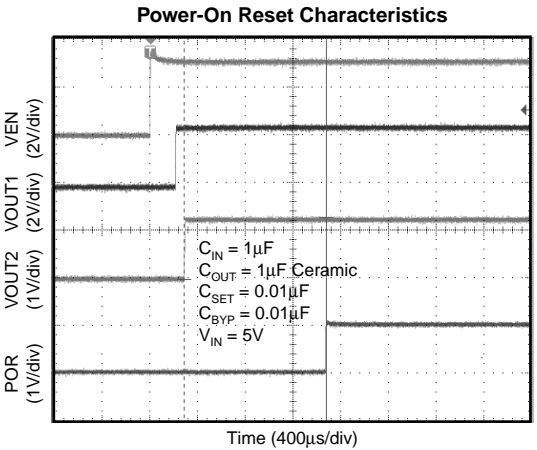 Power-On Reset Characteristics
T
VEN
(2V/div)
VOUT1
(2V/div)
VOUT2
(1V/div)
POR
(1V/div)
C_IN = 1μF
C_OUT = 1μF Ceramic
C_SET = 0.01μF
C_BYP = 0.01μF
V_IN = 5V
Time (400μs/div)